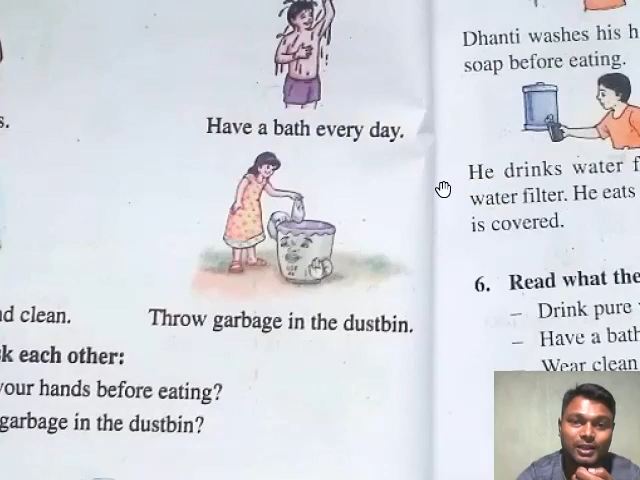 s.
Have a bath every day.
nd clean.
Throw garbage in the dustbin.
k each other:
your hands before eating?
garbage in the dustbin?
Dhanti washes his h
soap before eating.
He drinks water f
water filter. He eats
is covered.
6. Read what the
– Drink pure
– Have a bath
Wear clean